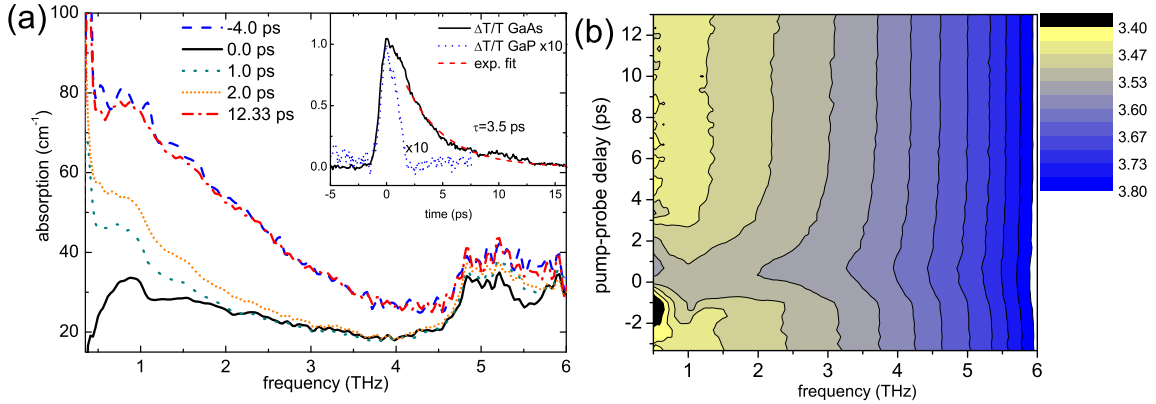 (a)
-4.0 ps
0.0 ps
1.0 ps
2.0 ps
12.33 ps
absorption (cm⁻¹)
100
80
60
40
20
1 2 3 4 5 6
frequency (THz)
ΔT/T GaAs
ΔT/T GaP x10
exp. fit
τ=3.5 ps
x10
1.0
0.5
0.0
-5 0 5 10 15
time (ps)
(b)
pump-probe delay (ps)
12
10
8
6
4
2
0
-2
1 2 3 4 5 6
frequency (THz)
3.40
3.47
3.53
3.60
3.67
3.73
3.80